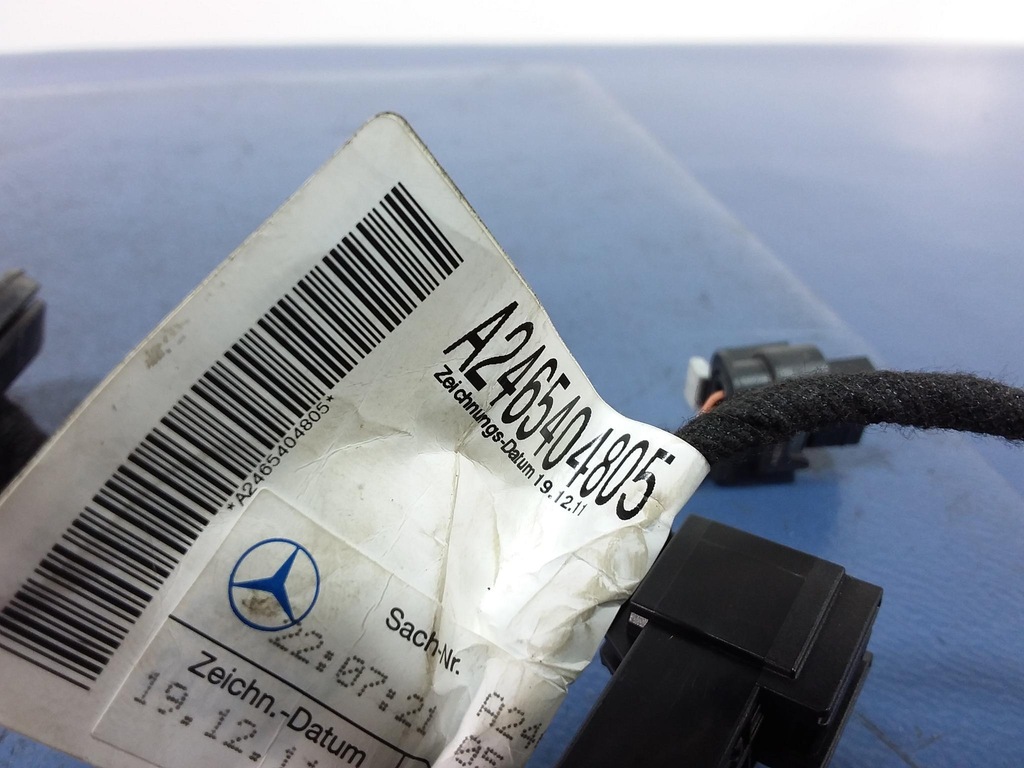 A2465404805
Zeichnungs-Datum 19.12.11
*A2465404805*
Sach-Nr.
22:07:21
Zeichn.-Datum